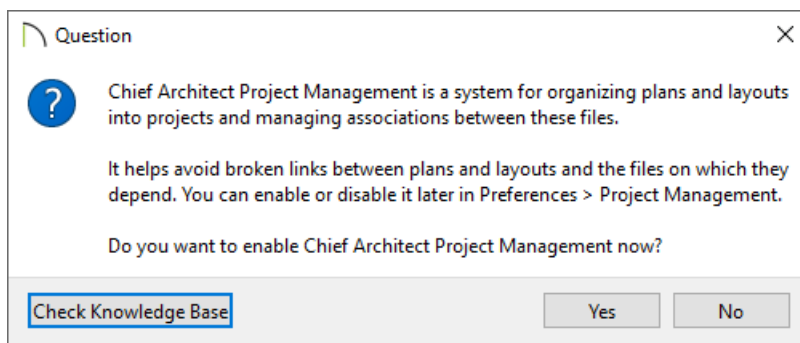 Question
Chief Architect Project Management is a system for organizing plans and layouts
into projects and managing associations between these files.
It helps avoid broken links between plans and layouts and the files on which they
depend. You can enable or disable it later in Preferences > Project Management.
Do you want to enable Chief Architect Project Management now?
Check Knowledge Base Yes No